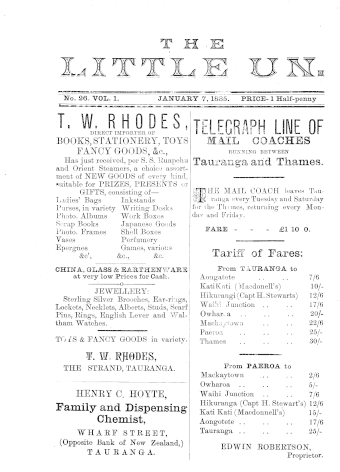 THE
LITTLE 'UN.
No. 26. VOL. 1. JANUARY 7, 1885. PRICE- 1 Half-penny
T. W. RHODES,
DIRECT IMPORTER OF
BOOKS, STATIONERY, TOYS
FANCY GOODS, &c.,
Has just received, per S.S. Ruapehu
and Orient Steamers, a choice assort-
ment of NEW GOODS of every kind,
suitable for PRIZES, PRESENTS or
GIFTS, consisting of—
Ladies' Bags Inkstands
Purses, in variety Writing Desks
Photo. Albums Work Boxes
Scrap Books Japanese Goods
Photo. Frames Shell Boxes
Vases Perfumery
Epergnes Games, various
&c', &c., &c.
CHINA, GLASS & EARTHENWARE
at very low Prices for Cash.
JEWELLERY:
Sterling Silver Brooches, Ear-rings,
Lockets, Necklets, Alberts, Studs, Scarf
Pins, Rings, English Lever and Wal-
tham Watches.
TOYS & FANCY GOODS in variety.
T. W. RHODES,
THE STRAND, TAURANGA.
HENRY C. HOYTE,
Family and Dispensing
Chemist,
WHARF STREET,
(Opposite Bank of New Zealand,)
TAURANGA.
TELEGRAPH LINE OF
MAIL COACHES
RUNNING BETWEEN
Tauranga and Thames.
THE MAIL COACH leaves Tau-
ranga every Tuesday and Saturday
for the Thames, returning every Mon-
day and Friday.
FARE - - - £1 10 0.
Tariff of Fares:
From TAURANGA to
Aongatete .. .. 7/6
Kati Kati (Macdonell's) .. 10/-
Hikurangi (Capt H. Stewarts) 12/6
Waihi Junction .. .. 17/6
Owharoa .. .. 20/-
Mackaytown .. .. 22/6
Paeroa .. .. 25/-
Thames .. .. 30/-
From PAEROA to
Mackaytown .. .. 2/6
Owharoa .. .. 5/-
Waihi Junction .. .. 7/6
Hikurangi (Capt H. Stewart's) 12/6
Kati Kati (Macdonnell's) 15/-
Aongatete .. .. 17/6
Tauranga .. .. 25/-
EDWIN ROBERTSON,
Proprietor.